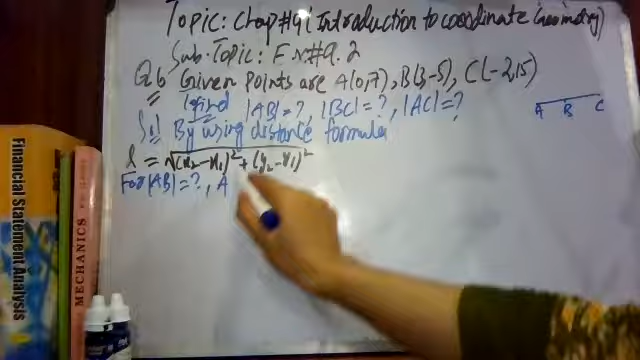 Topic: Chap#9 (Introduction to coordinate Geometry)
Sub-Topic: Ex#9.2
Q6 Given Points are A(0,7), B(3,-5), C(-2,15)
find |AB|=?, |BC|=?, |AC|=?
A B C
Sol By using distance formula
d = √(x₂-x₁)²+(y₂-y₁)²
For |AB|=?, A
Financial Statement Analysis
MECHANICS